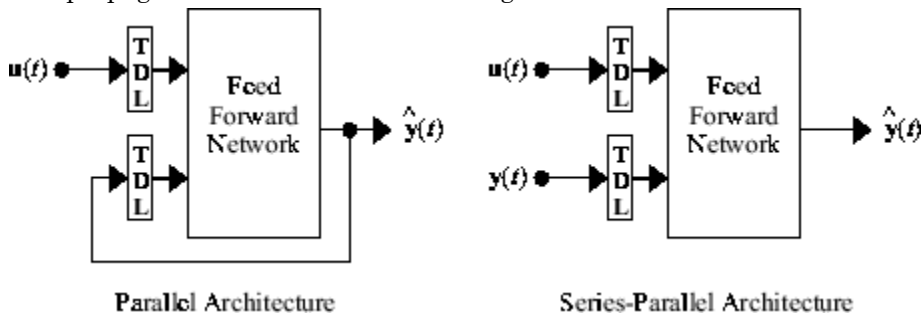 u(t)
T
D
L
Feed
Forward
Network
T
D
L
ŷ(t)
Parallel Architecture
u(t)
T
D
L
Feed
Forward
Network
y(t)
T
D
L
ŷ(t)
Series-Parallel Architecture